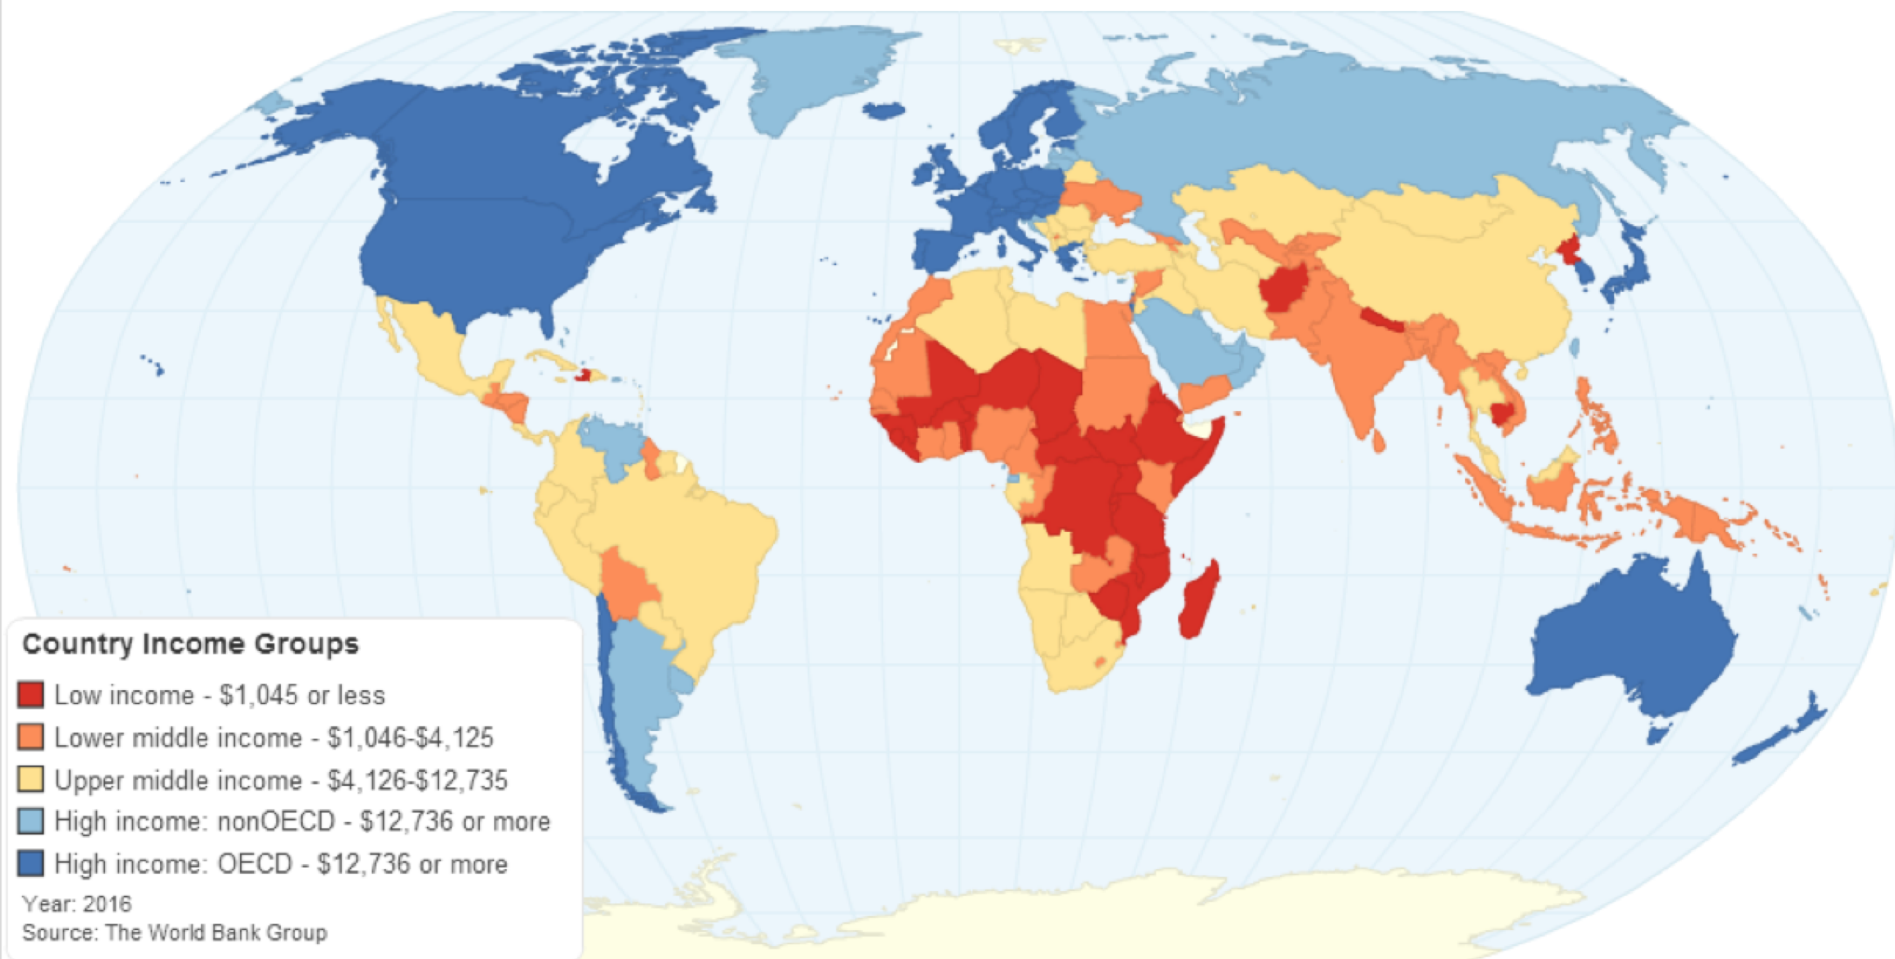 Country Income Groups
Low income - $1,045 or less
Lower middle income - $1,046-$4,125
Upper middle income - $4,126-$12,735
High income: nonOECD - $12,736 or more
High income: OECD - $12,736 or more
Year: 2016
Source: The World Bank Group